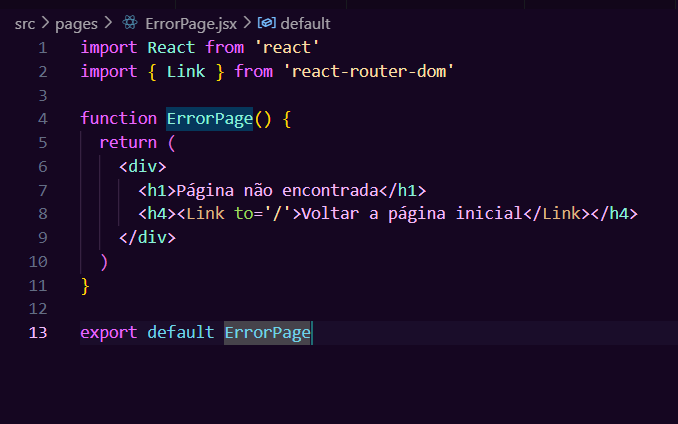 src > pages > ErrorPage.jsx > default
1 import React from 'react'
2 import { Link } from 'react-router-dom'
3
4 function ErrorPage() {
5 return (
6 <div>
7 <h1>Página não encontrada</h1>
8 <h4><Link to='/'>Voltar a página inicial</Link></h4>
9 </div>
10 )
11 }
12
13 export default ErrorPage